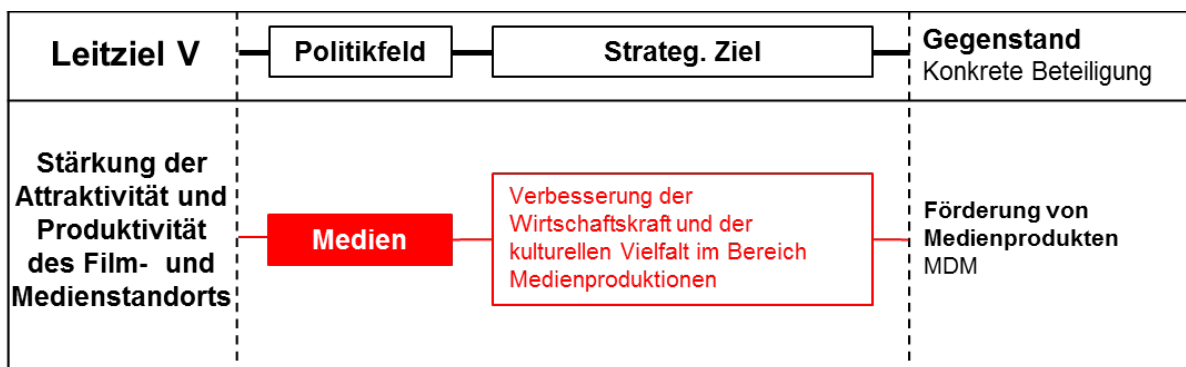 Leitziel V
Politikfeld
Strateg. Ziel
Gegenstand
Konkrete Beteiligung
Stärkung der
Attraktivität und
Produktivität
des Film- und
Medienstandorts
Medien
Verbesserung der
Wirtschaftskraft und der
kulturellen Vielfalt im Bereich
Medienproduktionen
Förderung von
Medienprodukten
MDM